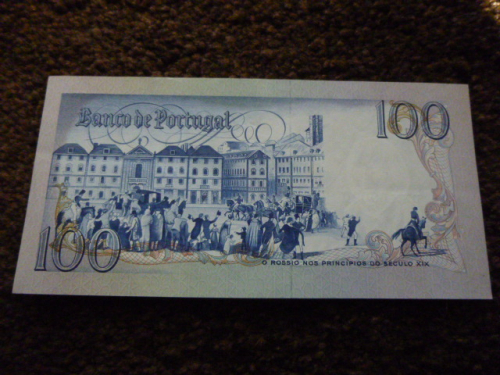 Banco de Portugal
100
100
O ROSSIO NOS PRINCÍPIOS DO SÉCULO XIX